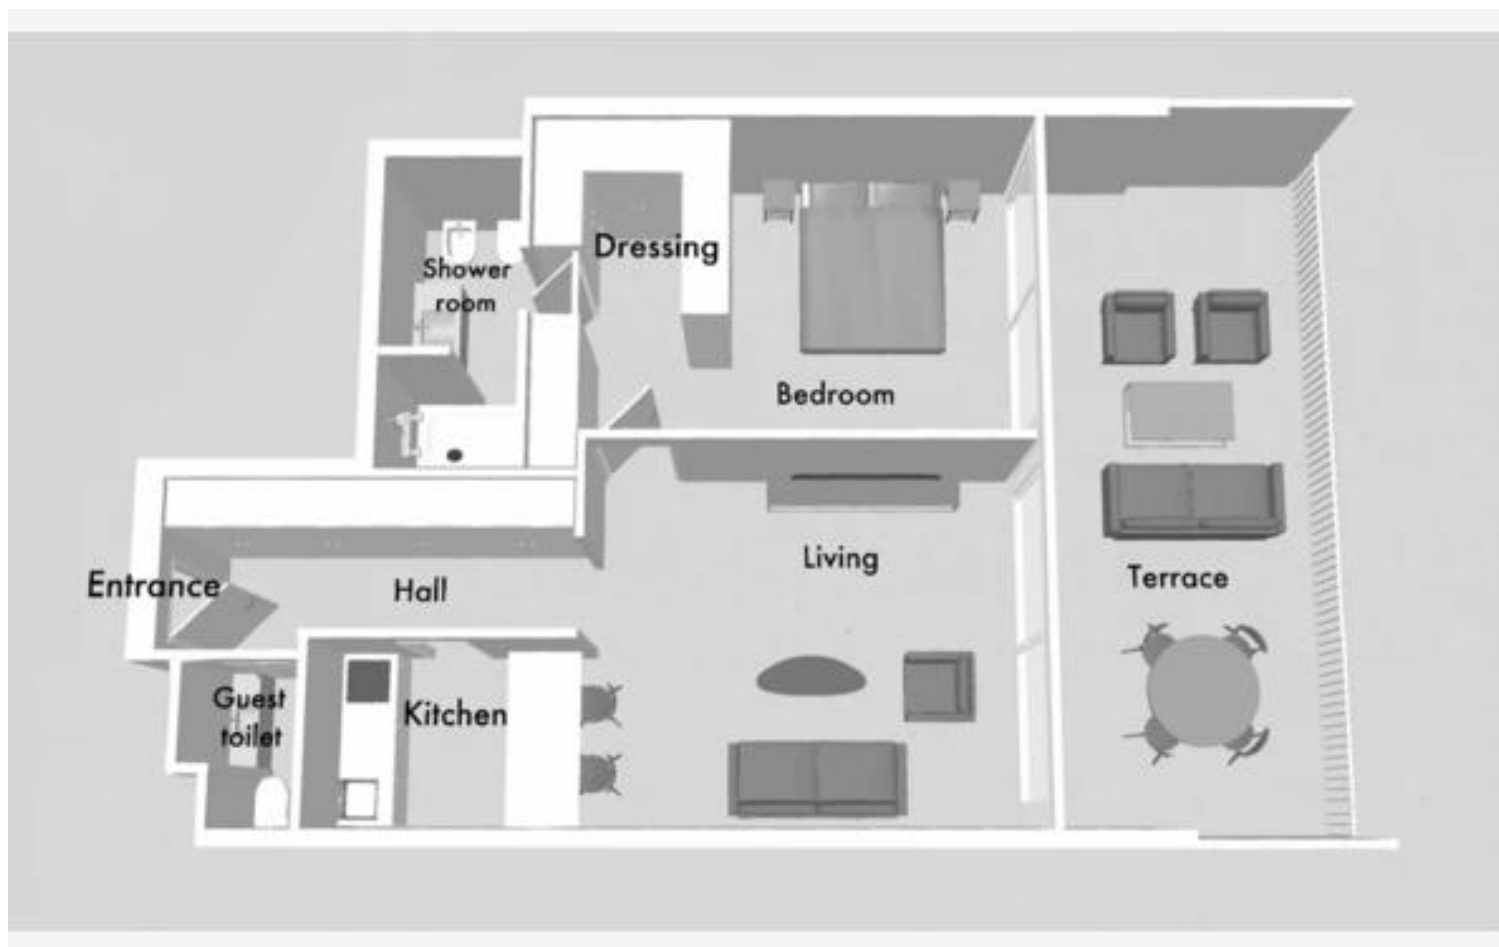 Dressing
Shower
room
Bedroom
Living
Entrance
Hall
Terrace
Guest
toilet
Kitchen